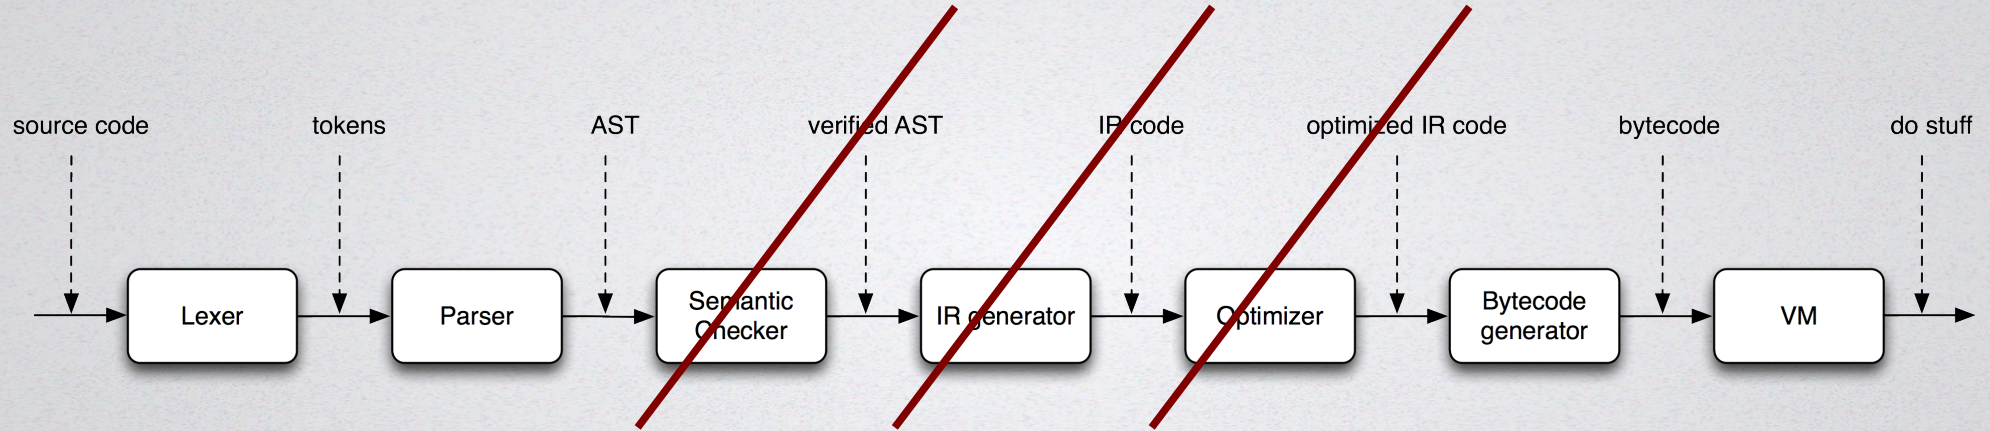 source code
tokens
AST
verified AST
IR code
optimized IR code
bytecode
do stuff
Lexer
Parser
Semantic
Checker
IR generator
Optimizer
Bytecode
generator
VM